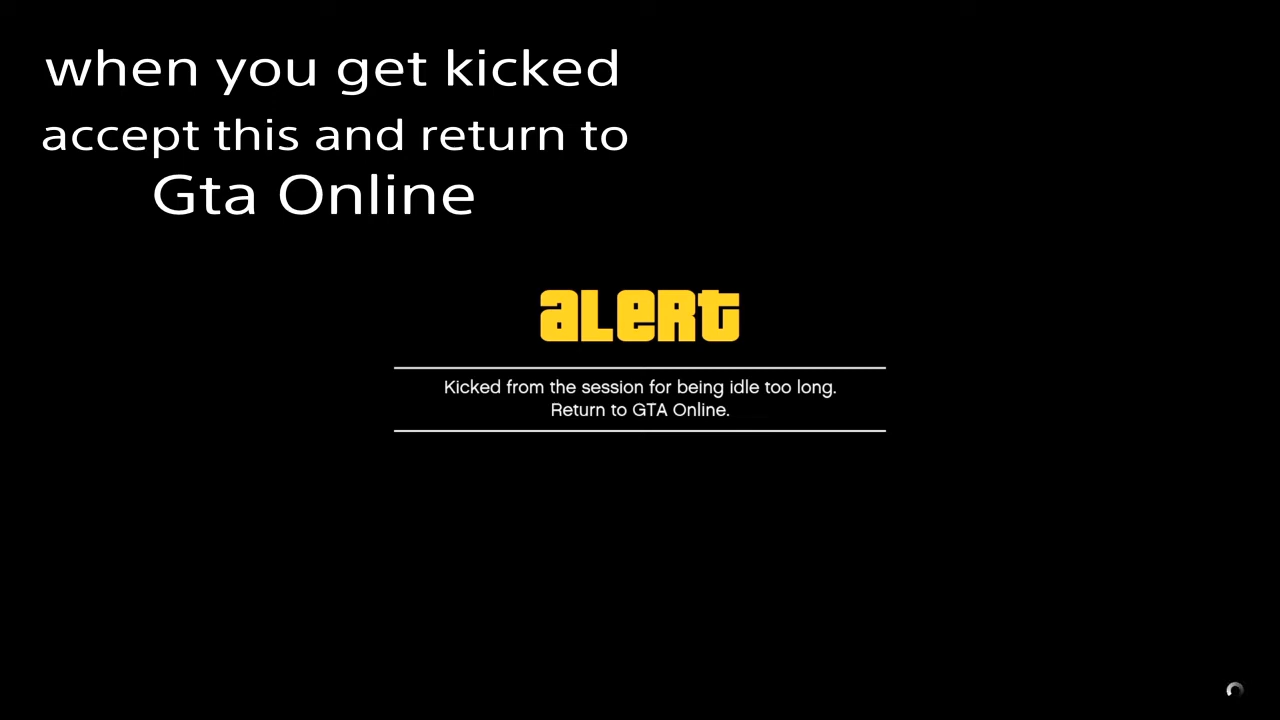 when you get kicked
accept this and return to
Gta Online
aLeRt
Kicked from the session for being idle too long.
Return to GTA Online.